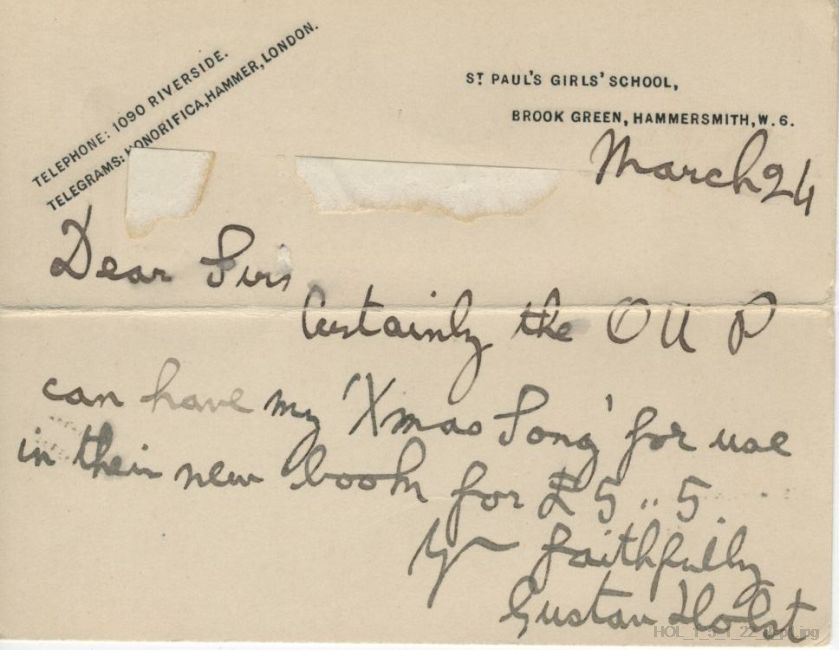 TELEPHONE: 1090 RIVERSIDE.
TELEGRAMS: HONORIFICA, HAMMER, LONDON.
ST PAUL'S GIRLS' SCHOOL,
BROOK GREEN, HAMMERSMITH, W. 6.
March 24
Dear Sirs
Certainly the OUP
can have my 'Xmas Song' for use
in their new book for £5..5
Yrs faithfully
Gustav Holst